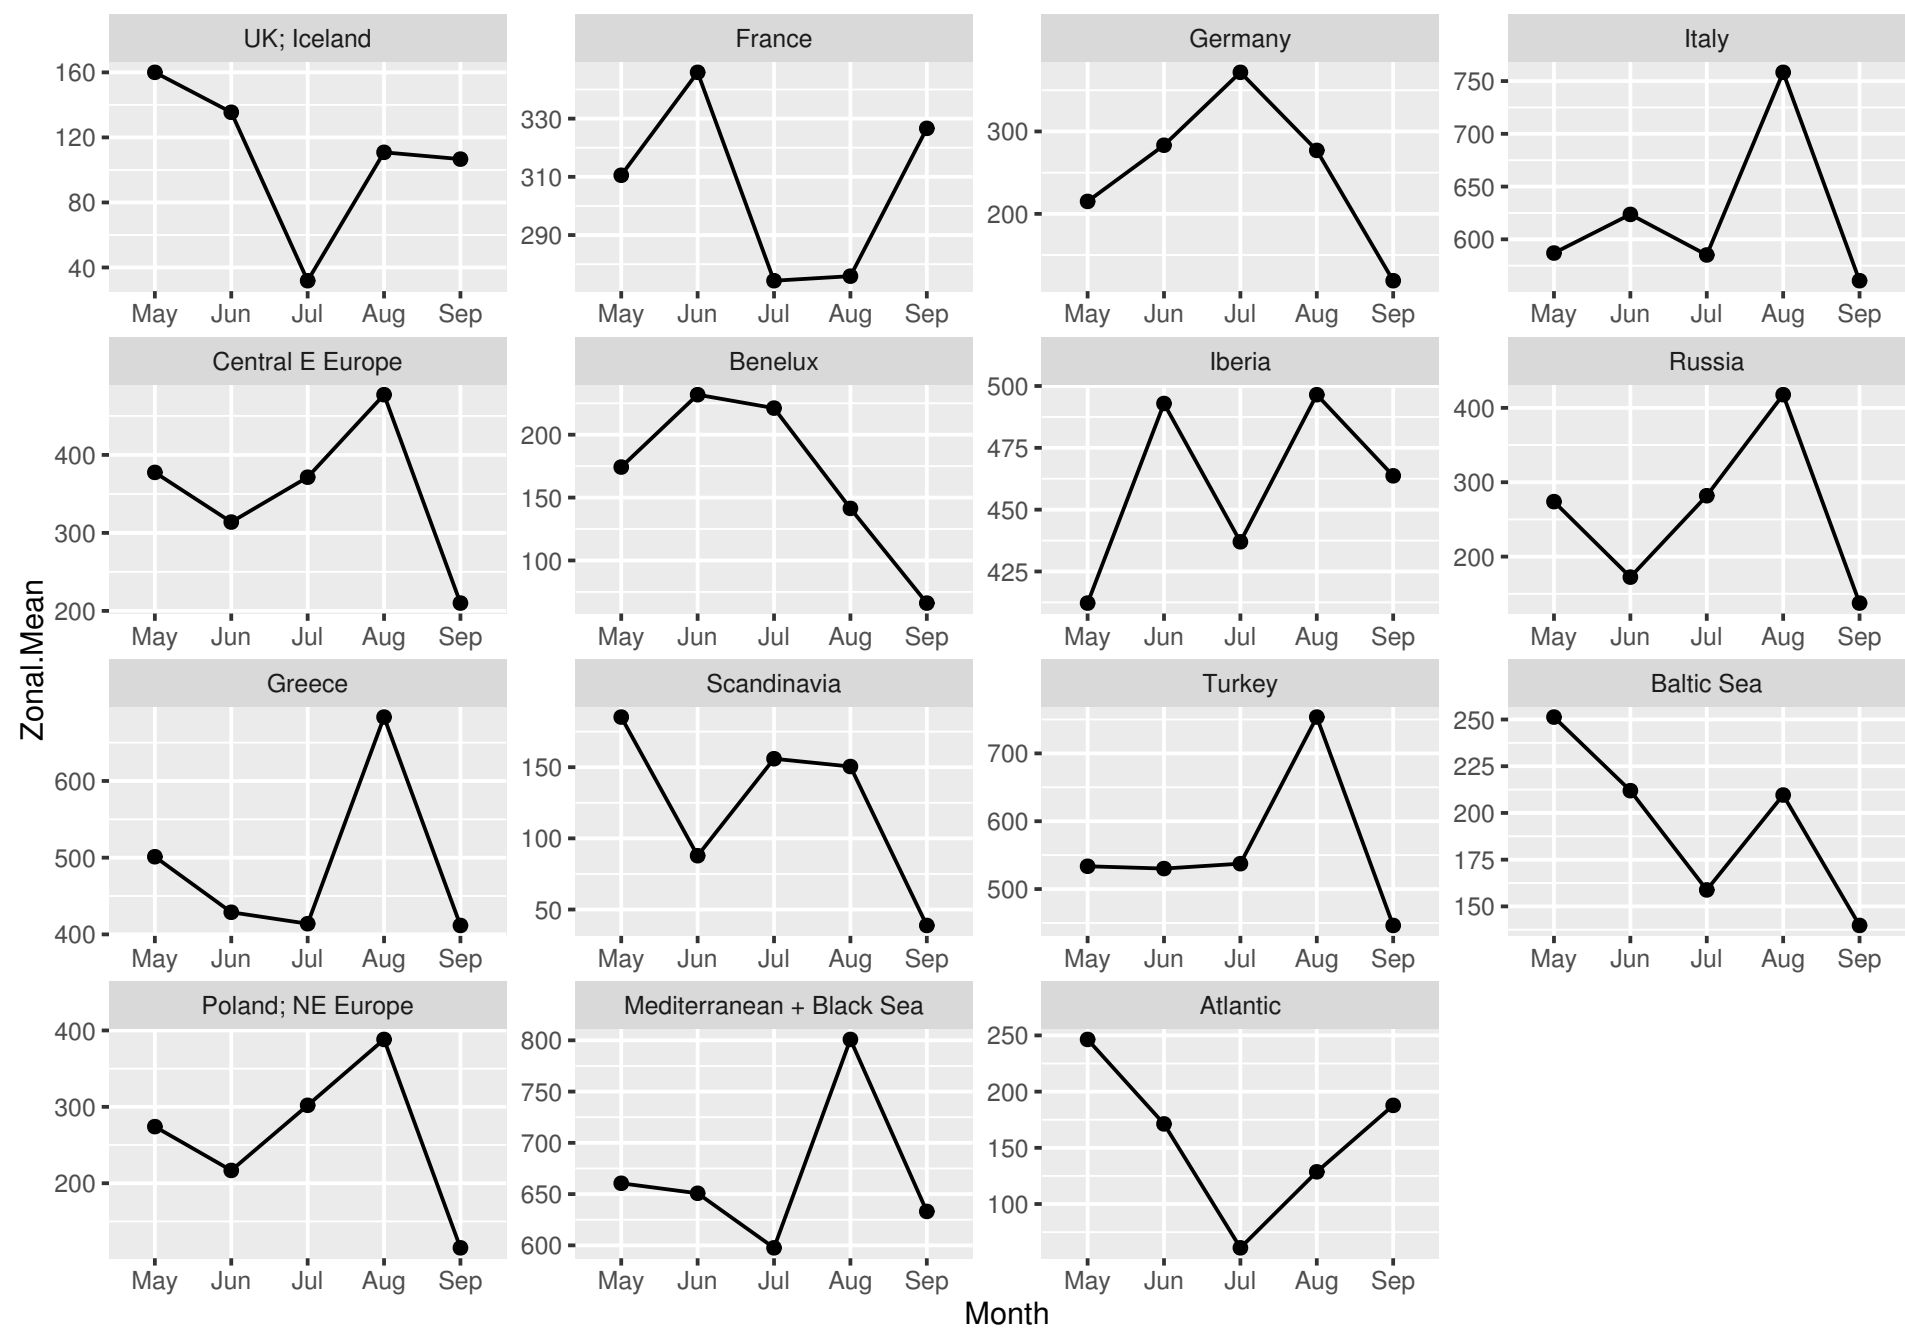 UK; Iceland
France
Germany
Italy
160
120
80
40
330
310
290
300
200
750
700
650
600
May Jun Jul Aug Sep
May Jun Jul Aug Sep
May Jun Jul Aug Sep
May Jun Jul Aug Sep
Central E Europe
Benelux
Iberia
Russia
400
300
200
200
150
100
500
475
450
425
400
300
200
May Jun Jul Aug Sep
May Jun Jul Aug Sep
May Jun Jul Aug Sep
May Jun Jul Aug Sep
Zonal.Mean
Greece
Scandinavia
Turkey
Baltic Sea
600
500
400
150
100
50
700
600
500
250
225
200
175
150
May Jun Jul Aug Sep
May Jun Jul Aug Sep
May Jun Jul Aug Sep
May Jun Jul Aug Sep
Poland; NE Europe
Mediterranean + Black Sea
Atlantic
400
300
200
800
750
700
650
600
250
200
150
100
May Jun Jul Aug Sep
May Jun Jul Aug Sep
May Jun Jul Aug Sep
Month